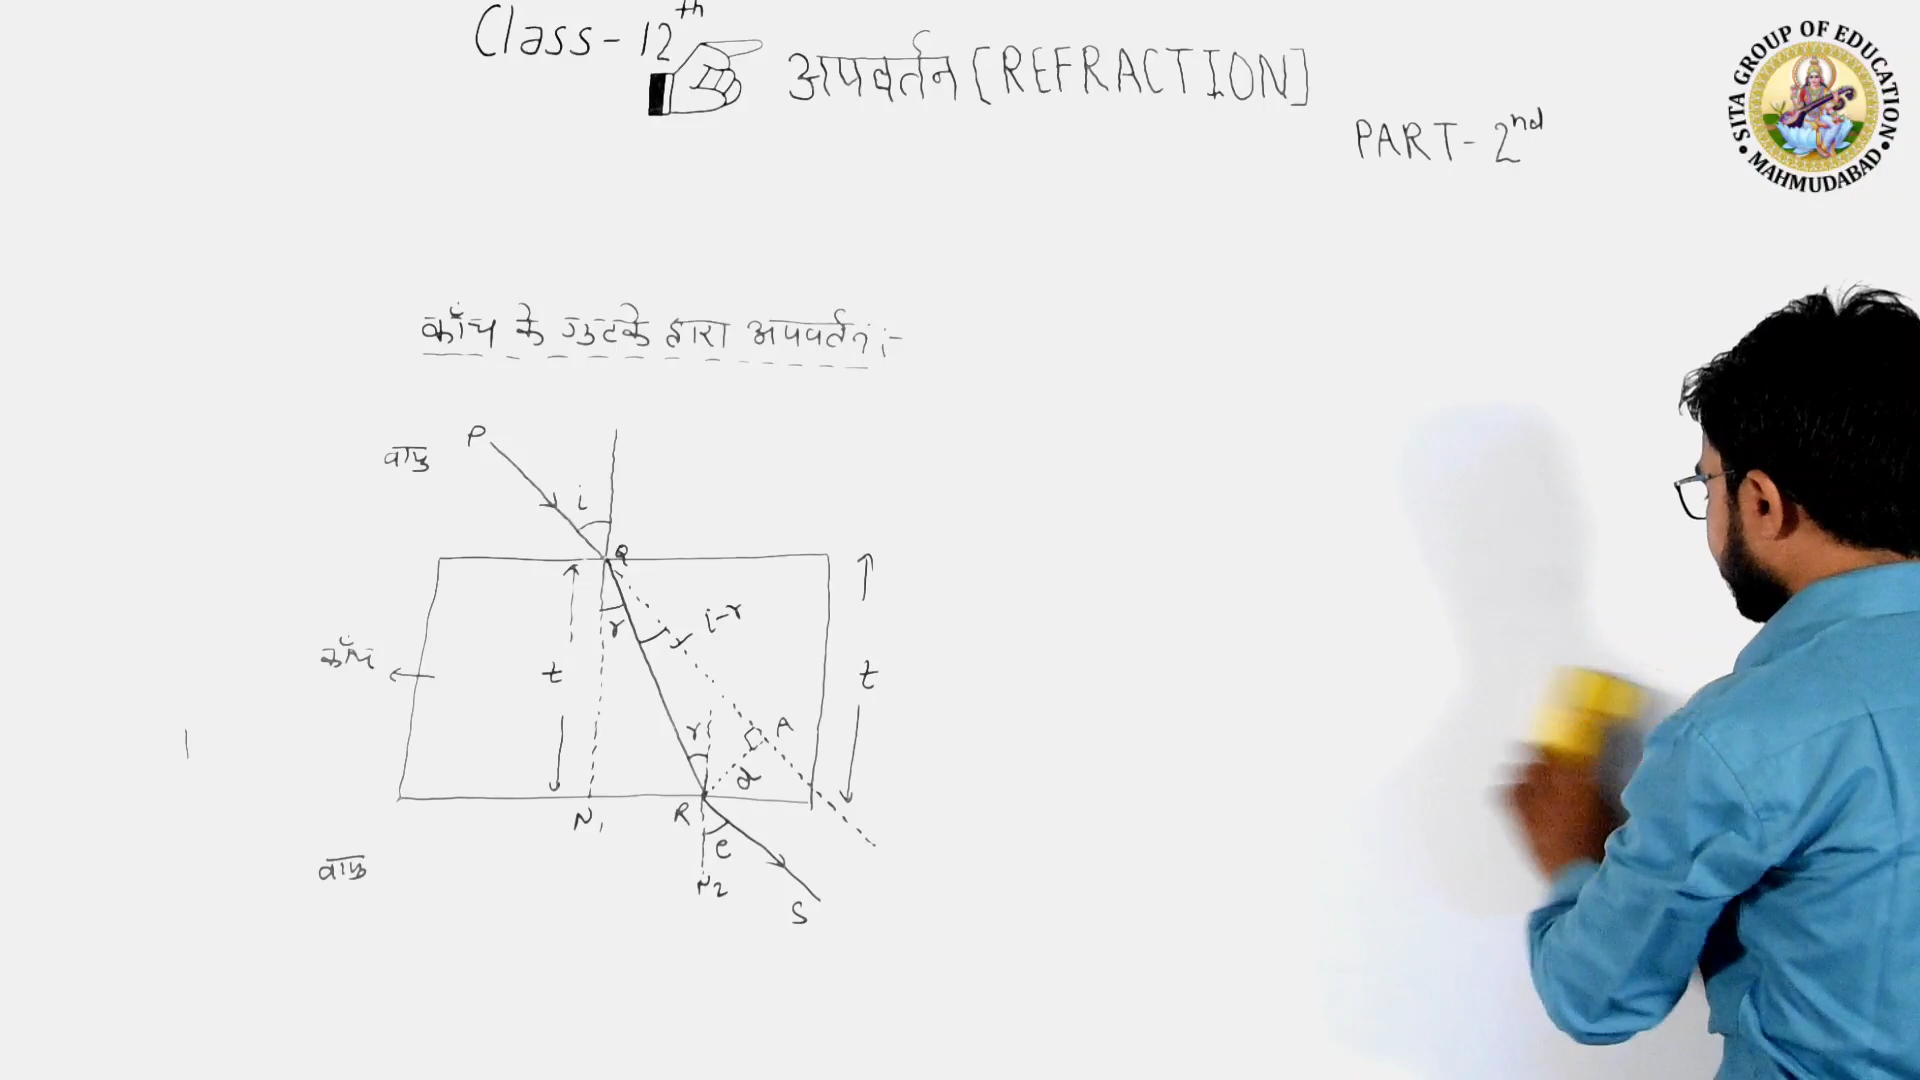 Class - 12th
अपवर्तन [REFRACTION]
PART - 2nd
SITA GROUP OF EDUCATION
• MAHMUDABAD •
काँच के गुटके द्वारा अपवर्तन :-
वायु
P
i
Q
r
i-r
काँच
t
t
r
A
d
N1
R
e
वायु
N2
S